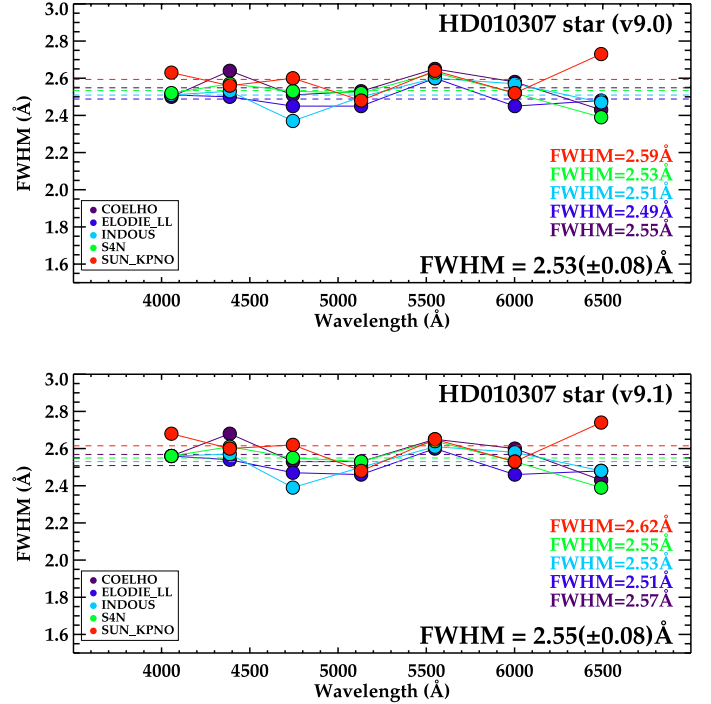 HD010307 star (v9.0)
3.0
2.8
2.6
2.4
2.2
2.0
1.8
1.6
FWHM (Å)
FWHM=2.59Å
FWHM=2.53Å
FWHM=2.51Å
FWHM=2.49Å
FWHM=2.55Å
COELHO
ELODIE_LL
INDOUS
S4N
SUN_KPNO
FWHM = 2.53(±0.08)Å
4000 4500 5000 5500 6000 6500
Wavelength (Å)
HD010307 star (v9.1)
3.0
2.8
2.6
2.4
2.2
2.0
1.8
1.6
FWHM (Å)
FWHM=2.62Å
FWHM=2.55Å
FWHM=2.53Å
FWHM=2.51Å
FWHM=2.57Å
COELHO
ELODIE_LL
INDOUS
S4N
SUN_KPNO
FWHM = 2.55(±0.08)Å
4000 4500 5000 5500 6000 6500
Wavelength (Å)